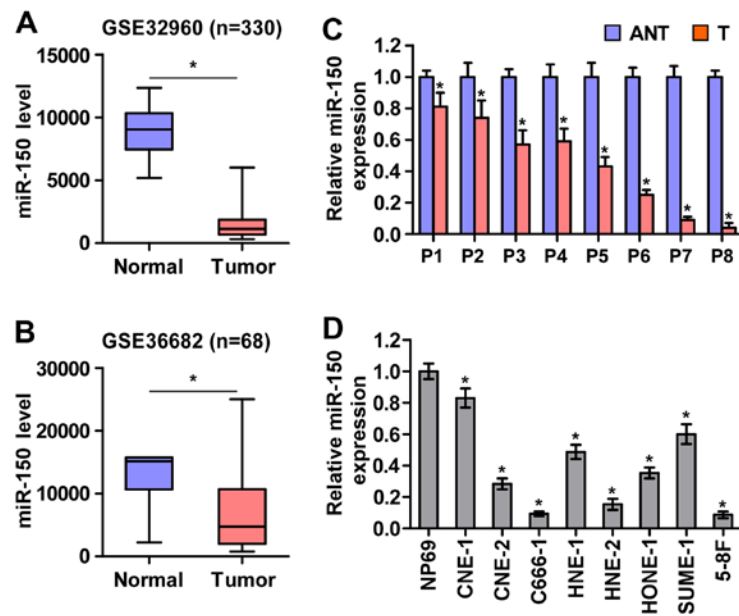 A
GSE32960 (n=330)
miR-150 level
15000
10000
5000
0
*
Normal Tumor
B
GSE36682 (n=68)
miR-150 level
30000
20000
10000
0
*
Normal Tumor
C
ANT T
Relative miR-150
expression
1.2
1.0
0.8
0.6
0.4
0.2
0.0
* * * * * * * *
P1 P2 P3 P4 P5 P6 P7 P8
D
Relative miR-150
expression
1.2
1.0
0.8
0.6
0.4
0.2
0.0
* * * * * * * *
NP69
CNE-1
CNE-2
C666-1
HNE-1
HNE-2
HONE-1
SUME-1
5-8F